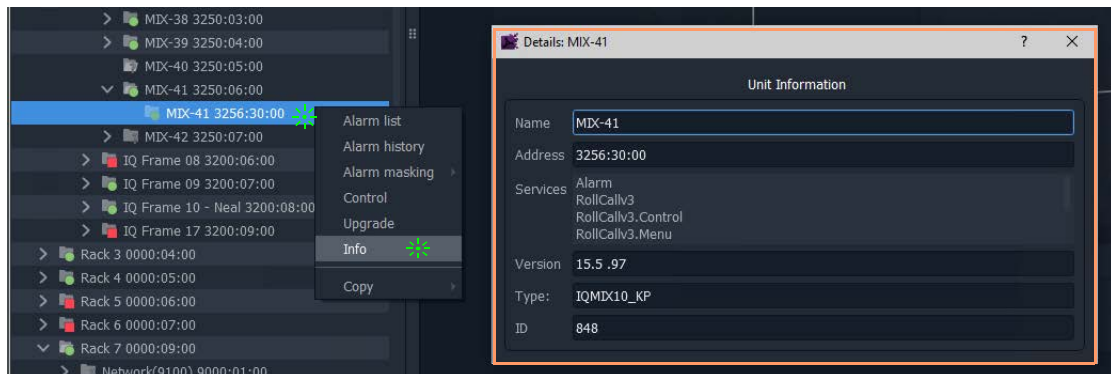 MIX-38 3250:03:00
MIX-39 3250:04:00
MIX-40 3250:05:00
MIX-41 3250:06:00
MIX-41 3256:30:00
MIX-42 3250:07:00
IQ Frame 08 3200:06:00
IQ Frame 09 3200:07:00
IQ Frame 10 - Neal 3200:08:00
IQ Frame 17 3200:09:00
Rack 3 0000:04:00
Rack 4 0000:05:00
Rack 5 0000:06:00
Rack 6 0000:07:00
Rack 7 0000:09:00
Network(9100) 9000:01:00
Alarm list
Alarm history
Alarm masking
Control
Upgrade
Info
Copy
Details: MIX-41 ? X
Unit Information
Name MIX-41
Address 3256:30:00
Services Alarm
RollCallv3
RollCallv3.Control
RollCallv3.Menu
Version 15.5 .97
Type: IQMIX10_KP
ID 848